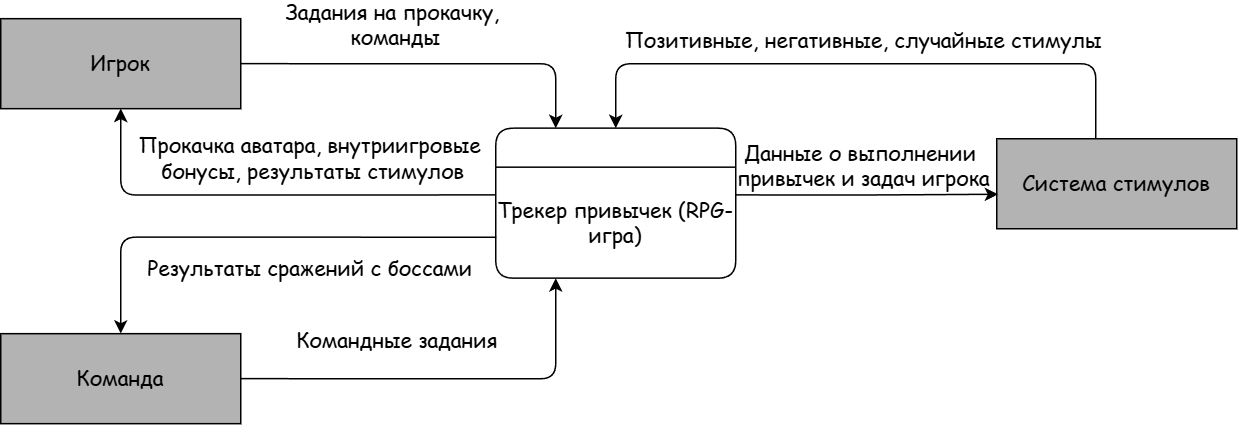 Задания на прокачку,
команды
Позитивные, негативные, случайные стимулы
Игрок
Прокачка аватара, внутриигровые
бонусы, результаты стимулов
Данные о выполнении
привычек и задач игрока
Система стимулов
Трекер привычек (RPG-
игра)
Результаты сражений с боссами
Командные задания
Команда